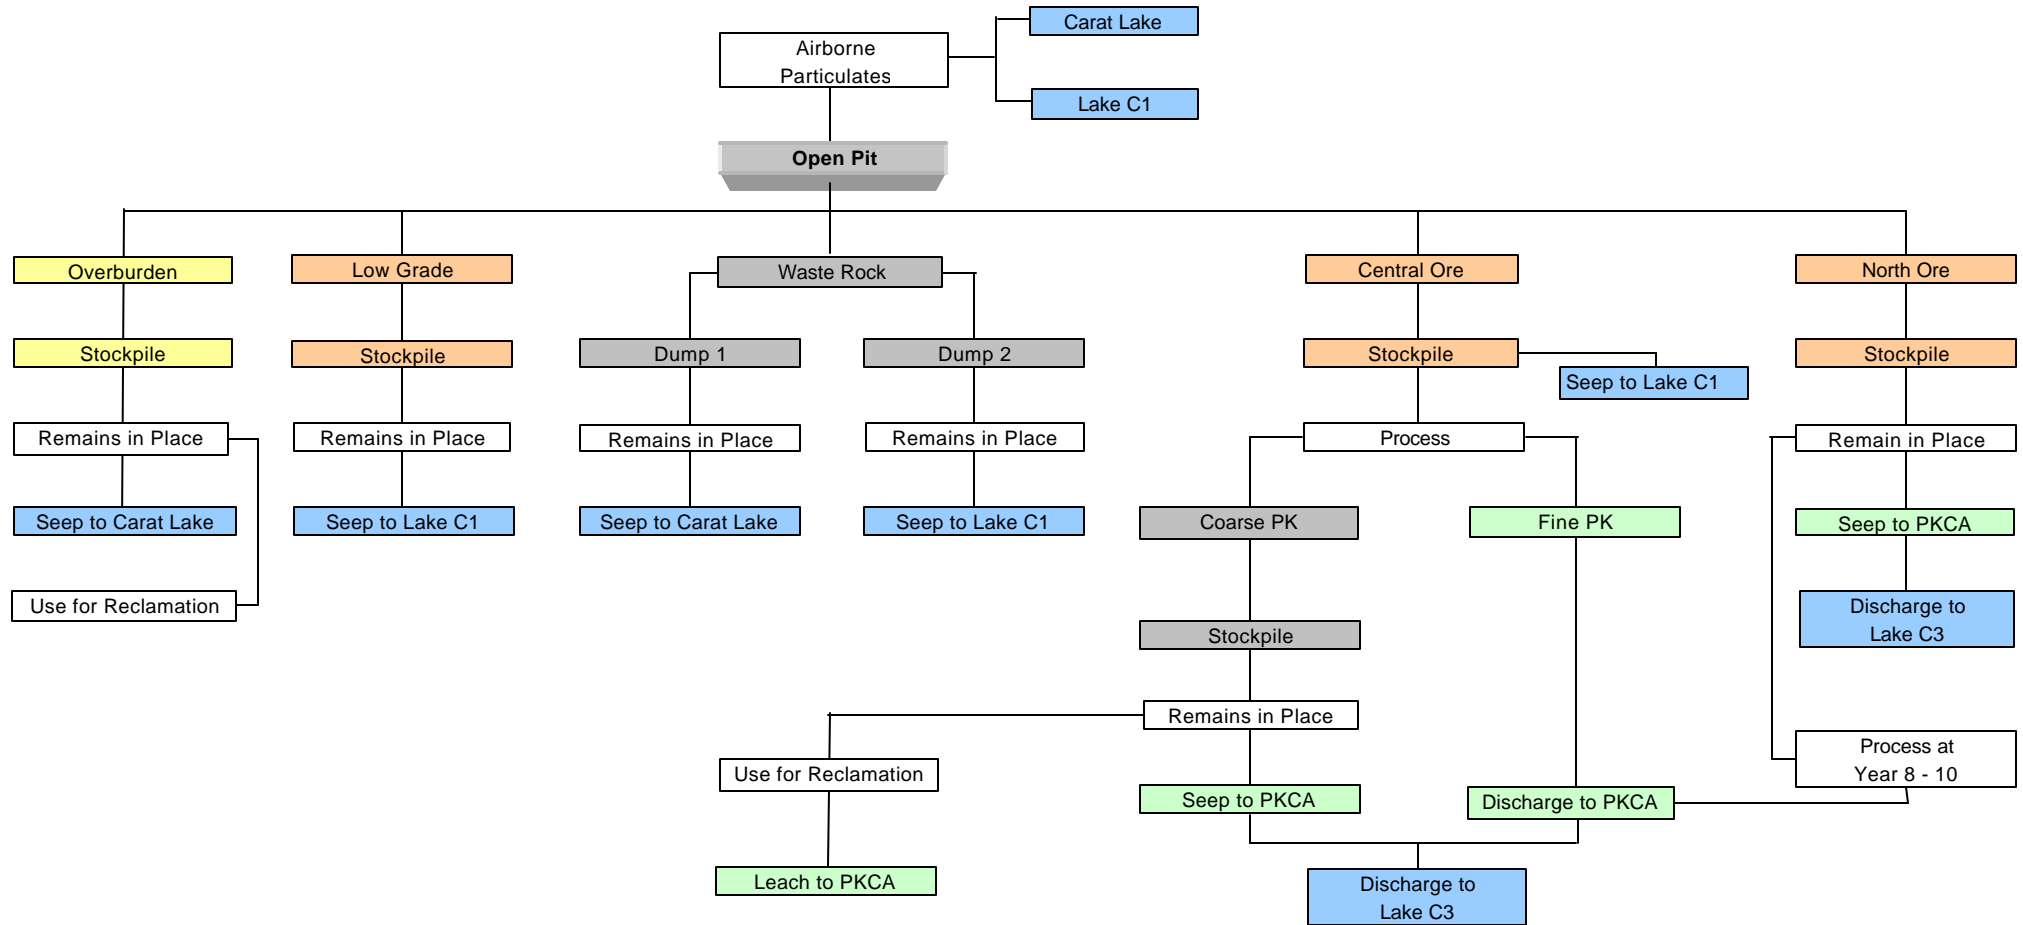 Carat Lake
Airborne
Particulates
Lake C1
Open Pit
Overburden
Low Grade
Waste Rock
Central Ore
North Ore
Stockpile
Stockpile
Dump 1
Dump 2
Stockpile
Stockpile
Seep to Lake C1
Remains in Place
Remains in Place
Remains in Place
Remains in Place
Process
Remain in Place
Seep to Carat Lake
Seep to Lake C1
Seep to Carat Lake
Seep to Lake C1
Coarse PK
Fine PK
Seep to PKCA
Use for Reclamation
Discharge to
Lake C3
Stockpile
Remains in Place
Process at
Year 8 - 10
Use for Reclamation
Seep to PKCA
Discharge to PKCA
Leach to PKCA
Discharge to
Lake C3